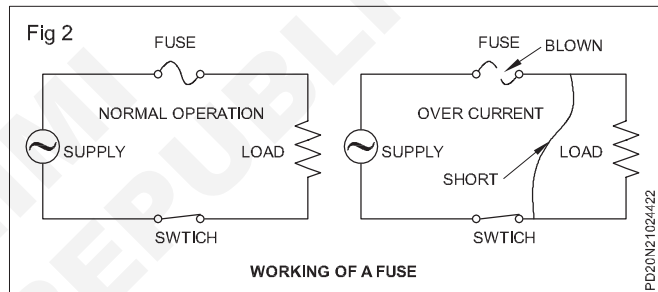 Fig 2
FUSE
NORMAL OPERATION
SUPPLY
LOAD
SWTICH
FUSE
BLOWN
OVER CURRENT
SUPPLY
LOAD
SHORT
SWTICH
WORKING OF A FUSE
PD20N21024422